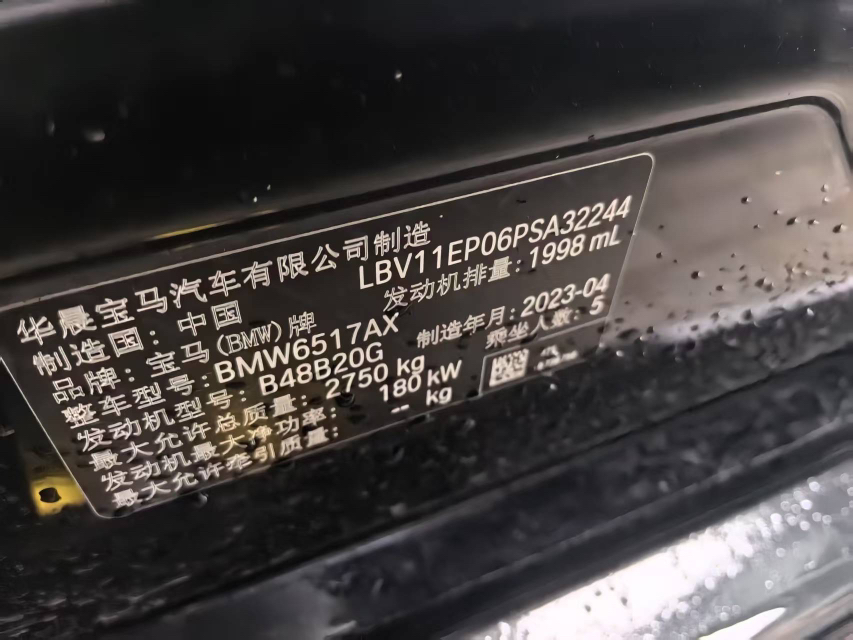 华晨宝马汽车有限公司制造
制造国：中国 LBV11EP06PSA32244
品牌：宝马(BMW)牌 发动机排量：1998 mL
整车型号：BMW6517AX 制造年月：2023-04
发动机型号：B48B20G 乘坐人数：5
最大允许总质量：2750 kg
发动机最大净功率：180 kW
最大允许牵引质量：-- kg